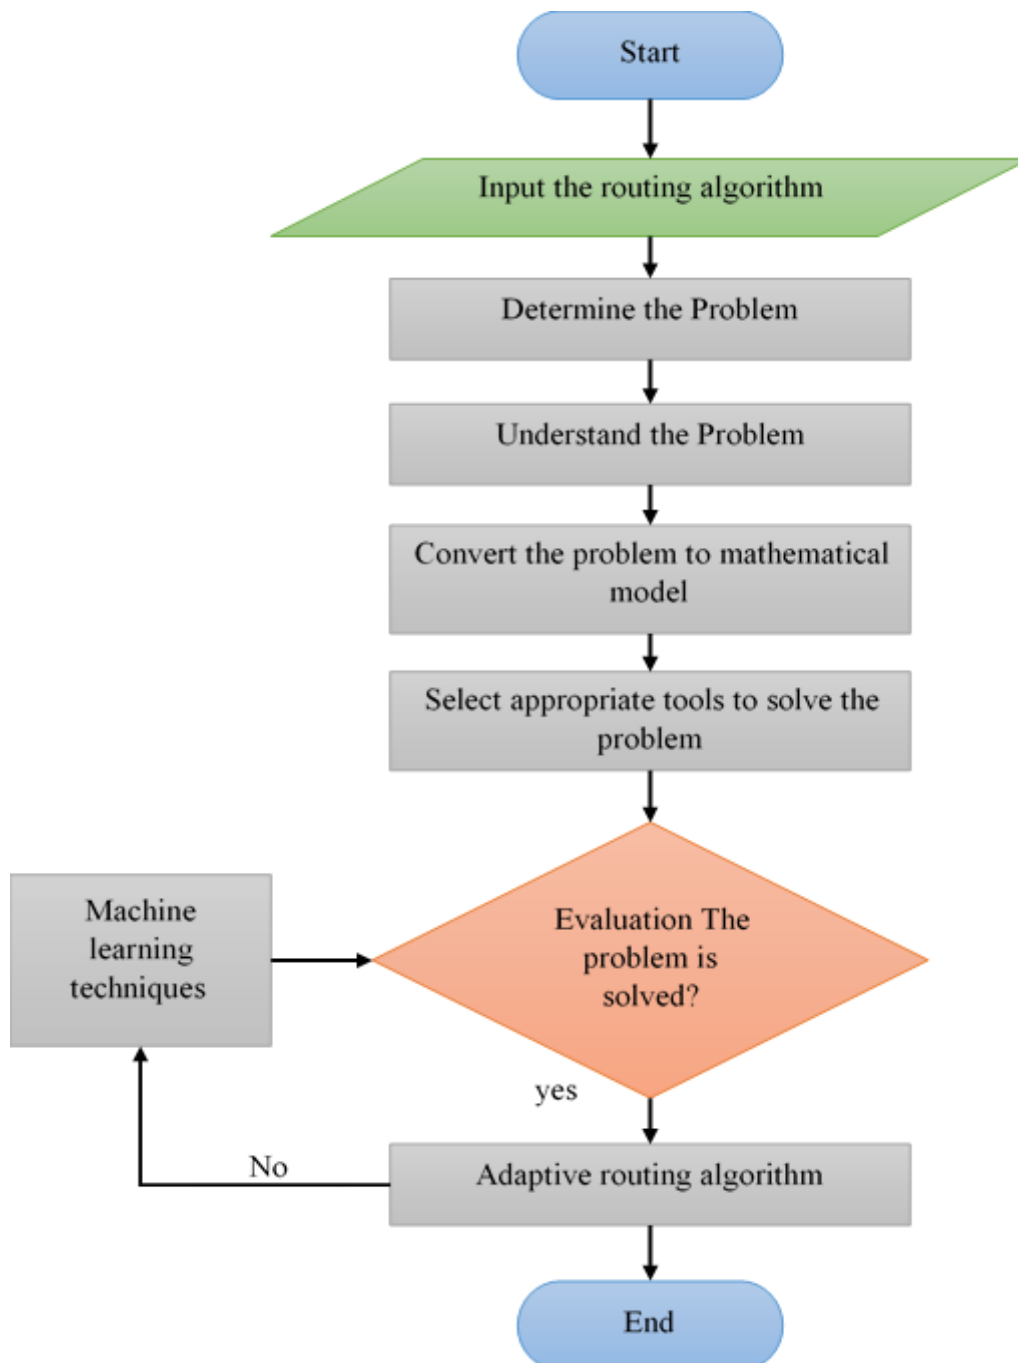 Start
Input the routing algorithm
Determine the Problem
Understand the Problem
Convert the problem to mathematical
model
Select appropriate tools to solve the
problem
Machine
learning
techniques
Evaluation The
problem is
solved?
yes
No
Adaptive routing algorithm
End